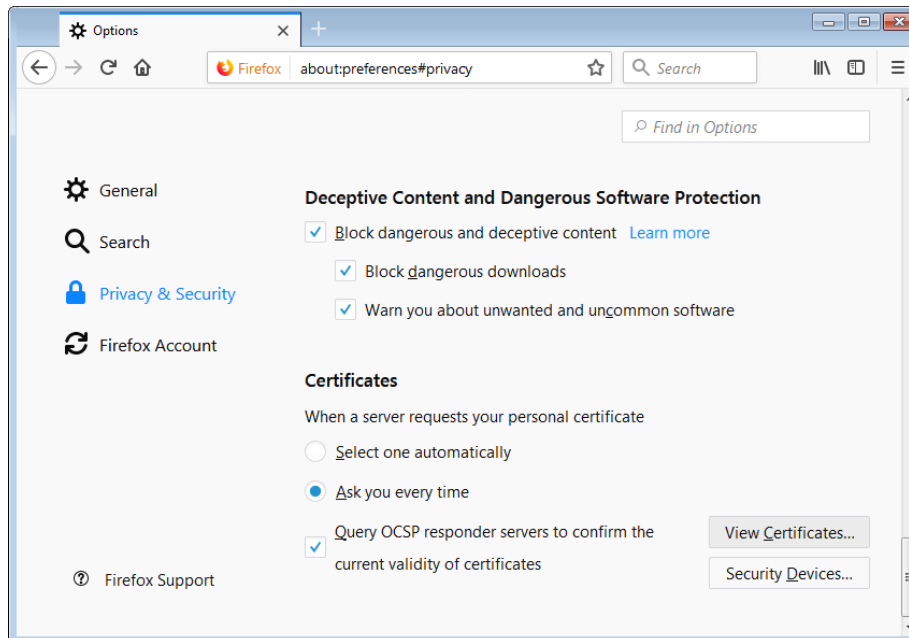 Options
Firefox about:preferences#privacy Search
Find in Options
General
Search
Privacy & Security
Firefox Account
Firefox Support
Deceptive Content and Dangerous Software Protection
Block dangerous and deceptive content Learn more
Block dangerous downloads
Warn you about unwanted and uncommon software
Certificates
When a server requests your personal certificate
Select one automatically
Ask you every time
Query OCSP responder servers to confirm the
current validity of certificates
View Certificates...
Security Devices...